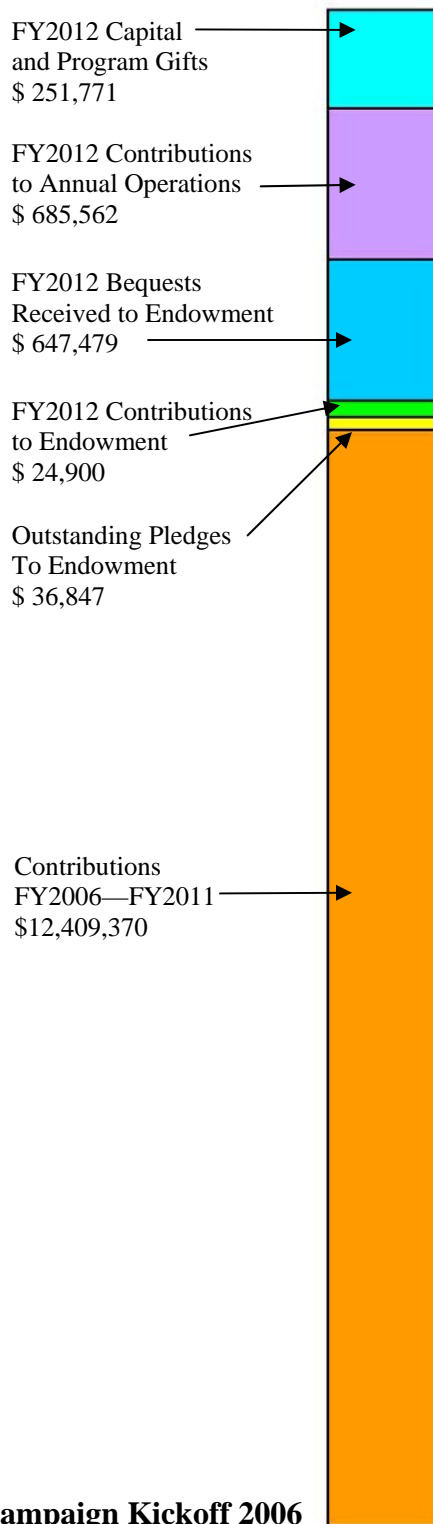 FY2012 Capital
and Program Gifts
$ 251,771
FY2012 Contributions
to Annual Operations
$ 685,562
FY2012 Bequests
Received to Endowment
$ 647,479
FY2012 Contributions
to Endowment
$ 24,900
Outstanding Pledges
To Endowment
$ 36,847
Contributions
FY2006—FY2011
$12,409,370
ampaign Kickoff 2006